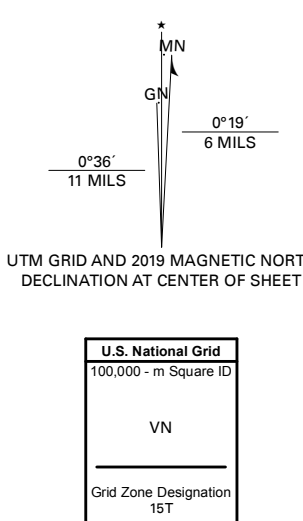 ★
MN
GN
0°19´
6 MILS
0°36´
11 MILS
UTM GRID AND 2019 MAGNETIC NORT
DECLINATION AT CENTER OF SHEET
U.S. National Grid
100,000 - m Square ID
VN
Grid Zone Designation
15T